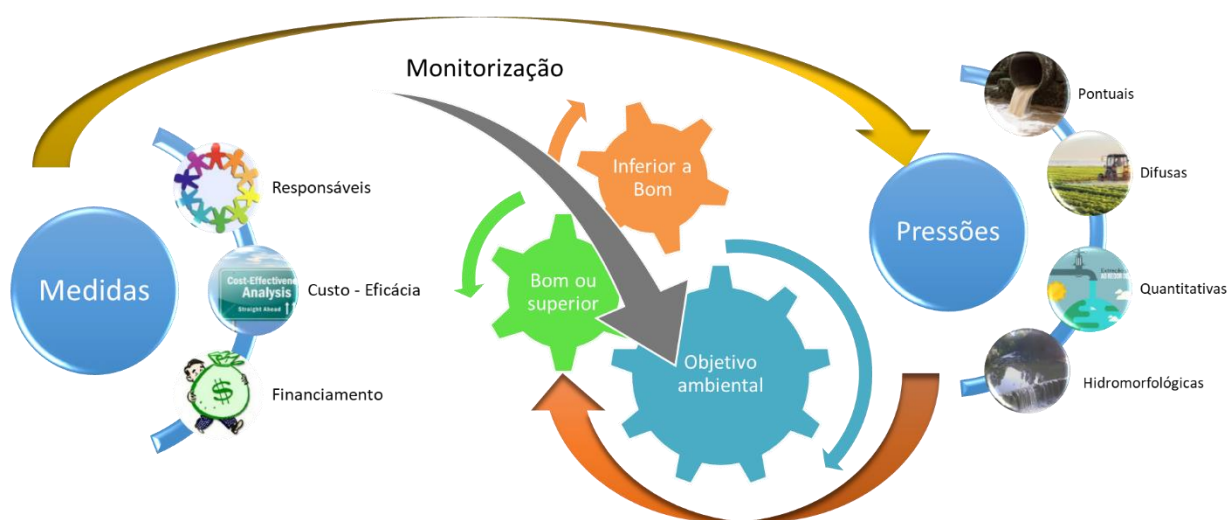 Monitorização
Medidas
Responsáveis
Cost-Effectivene
Analysis
Straight Ahead
Custo - Eficácia
$
Financiamento
Inferior a
Bom
Bom ou
superior
Objetivo
ambiental
Pressões
Pontuais
Difusas
Quantitativas
Hidromorfológicas